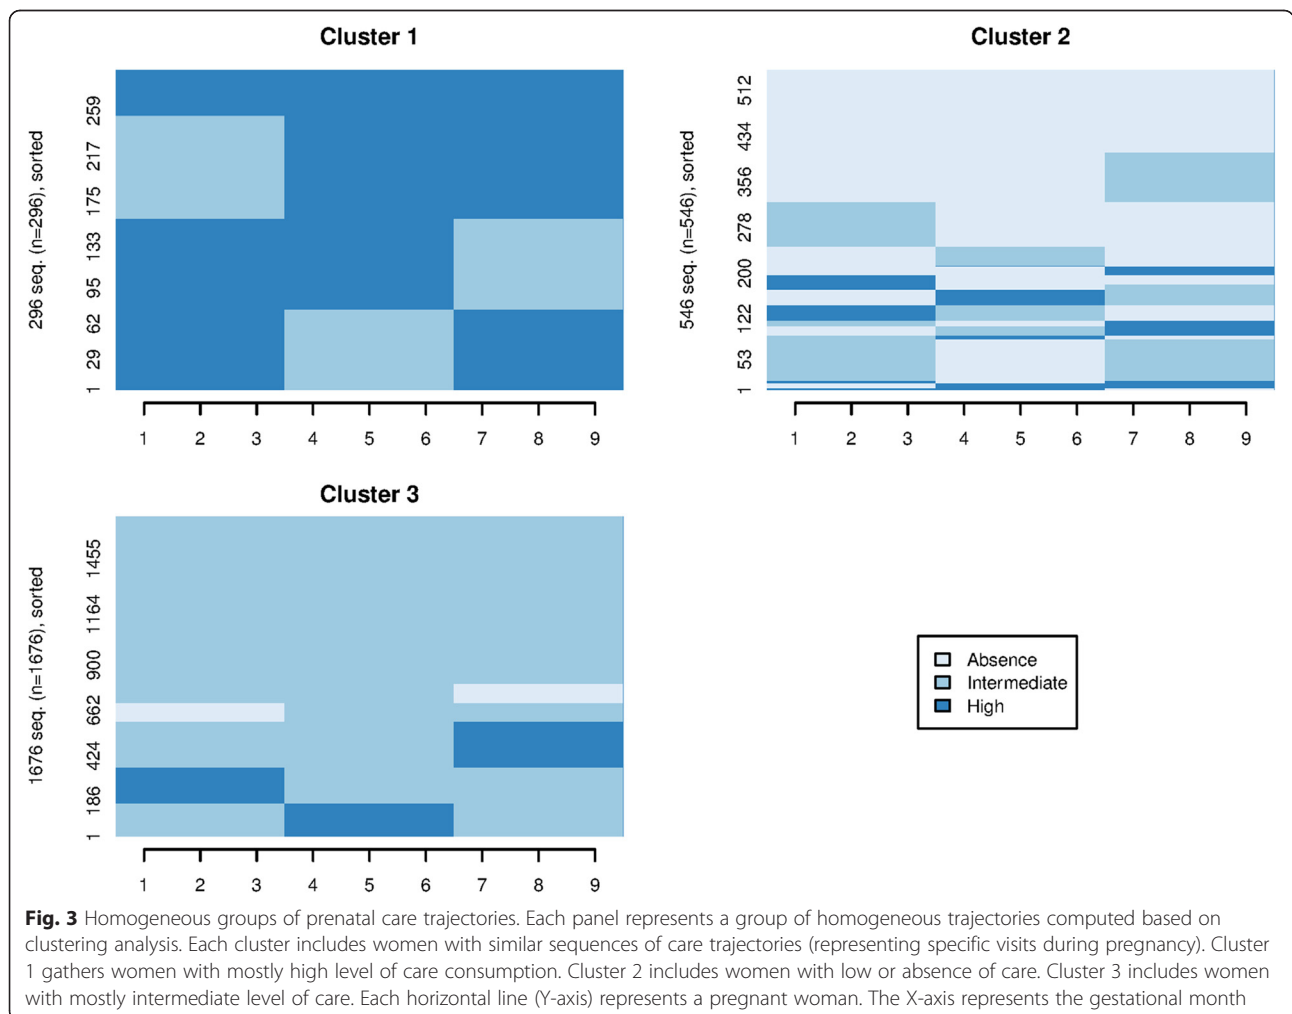 Cluster 1
296 seq. (n=296), sorted
259
217
175
133
95
62
29
1
1 2 3 4 5 6 7 8 9
Cluster 2
546 seq. (n=546), sorted
512
434
356
278
200
122
53
1
1 2 3 4 5 6 7 8 9
Cluster 3
1676 seq. (n=1676), sorted
1455
1164
900
662
424
186
1
1 2 3 4 5 6 7 8 9
Absence
Intermediate
High
Fig. 3 Homogeneous groups of prenatal care trajectories. Each panel represents a group of homogeneous trajectories computed based on
clustering analysis. Each cluster includes women with similar sequences of care trajectories (representing specific visits during pregnancy). Cluster
1 gathers women with mostly high level of care consumption. Cluster 2 includes women with low or absence of care. Cluster 3 includes women
with mostly intermediate level of care. Each horizontal line (Y-axis) represents a pregnant woman. The X-axis represents the gestational month